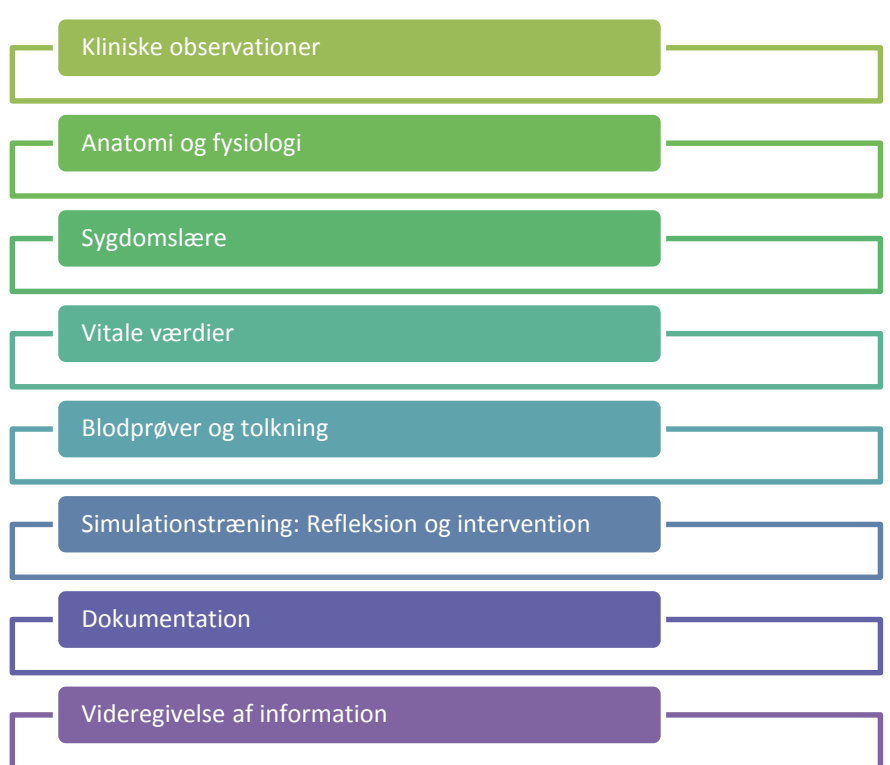 Kliniske observationer
Anatomi og fysiologi
Sygdomslære
Vitale værdier
Blodprøver og tolkning
Simulationstræning: Refleksion og intervention
Dokumentation
Videregivelse af information